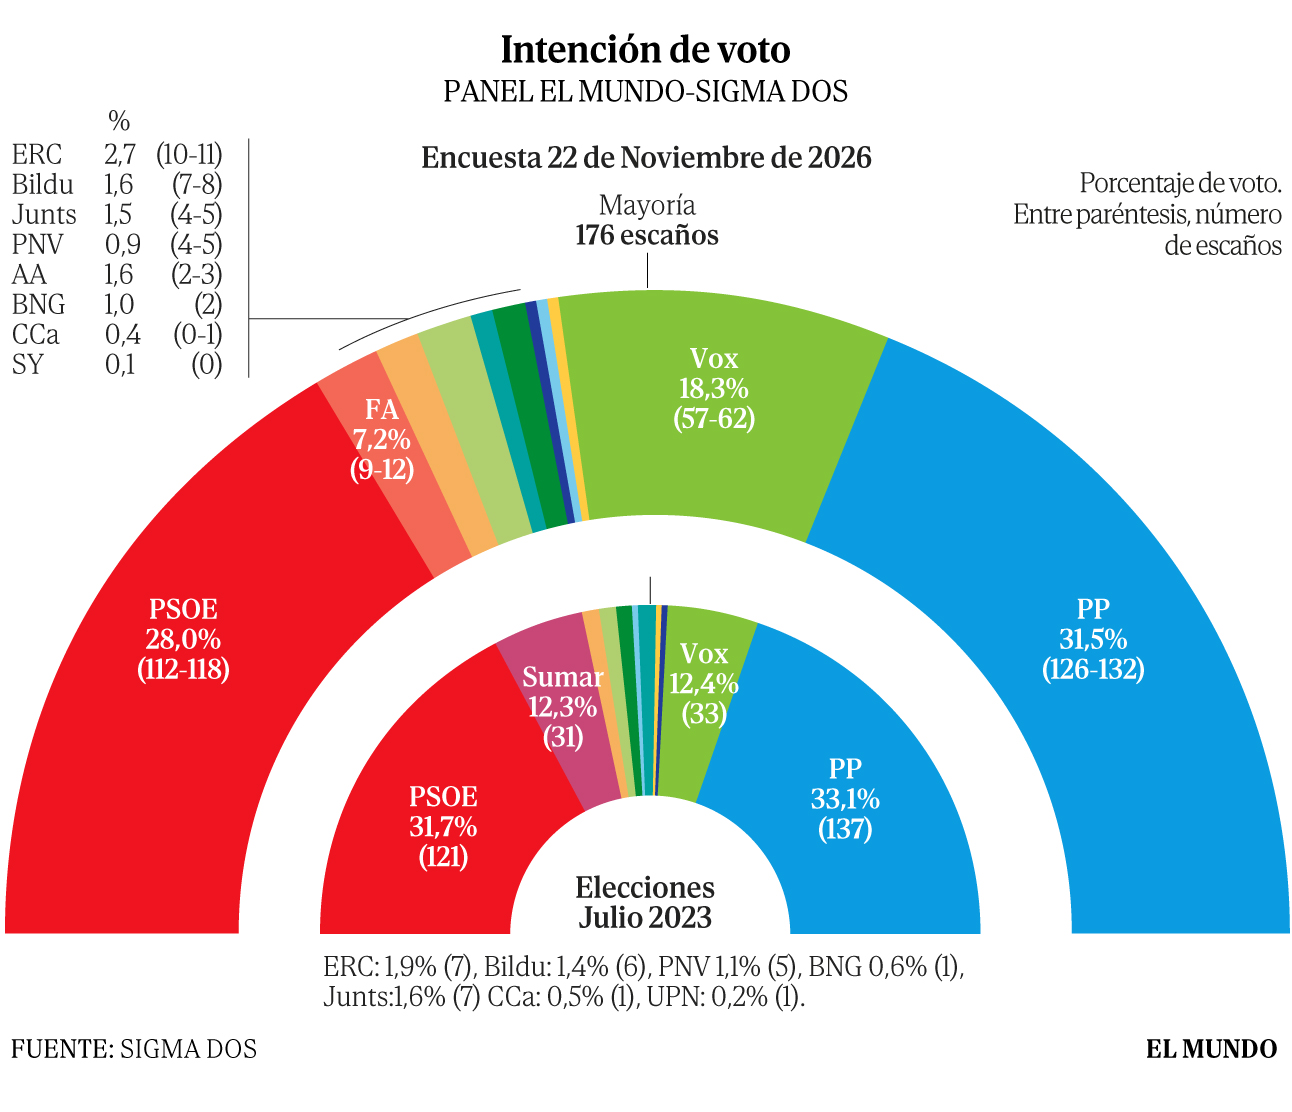 Intención de voto
PANEL EL MUNDO-SIGMA DOS
Encuesta 22 de Noviembre de 2026
Mayoría
176 escaños
Porcentaje de voto.
Entre paréntesis, número
de escaños
%
ERC 2,7 (10-11)
Bildu 1,6 (7-8)
Junts 1,5 (4-5)
PNV 0,9 (4-5)
AA 1,6 (2-3)
BNG 1,0 (2)
CCa 0,4 (0-1)
SY 0,1 (0)
PSOE
28,0%
(112-118)
FA
7,2%
(9-12)
Vox
18,3%
(57-62)
PP
31,5%
(126-132)
PSOE
31,7%
(121)
Sumar
12,3%
(31)
Vox
12,4%
(33)
PP
33,1%
(137)
Elecciones
Julio 2023
ERC: 1,9% (7), Bildu: 1,4% (6), PNV 1,1% (5), BNG 0,6% (1),
Junts:1,6% (7) CCa: 0,5% (1), UPN: 0,2% (1).
FUENTE: SIGMA DOS
EL MUNDO